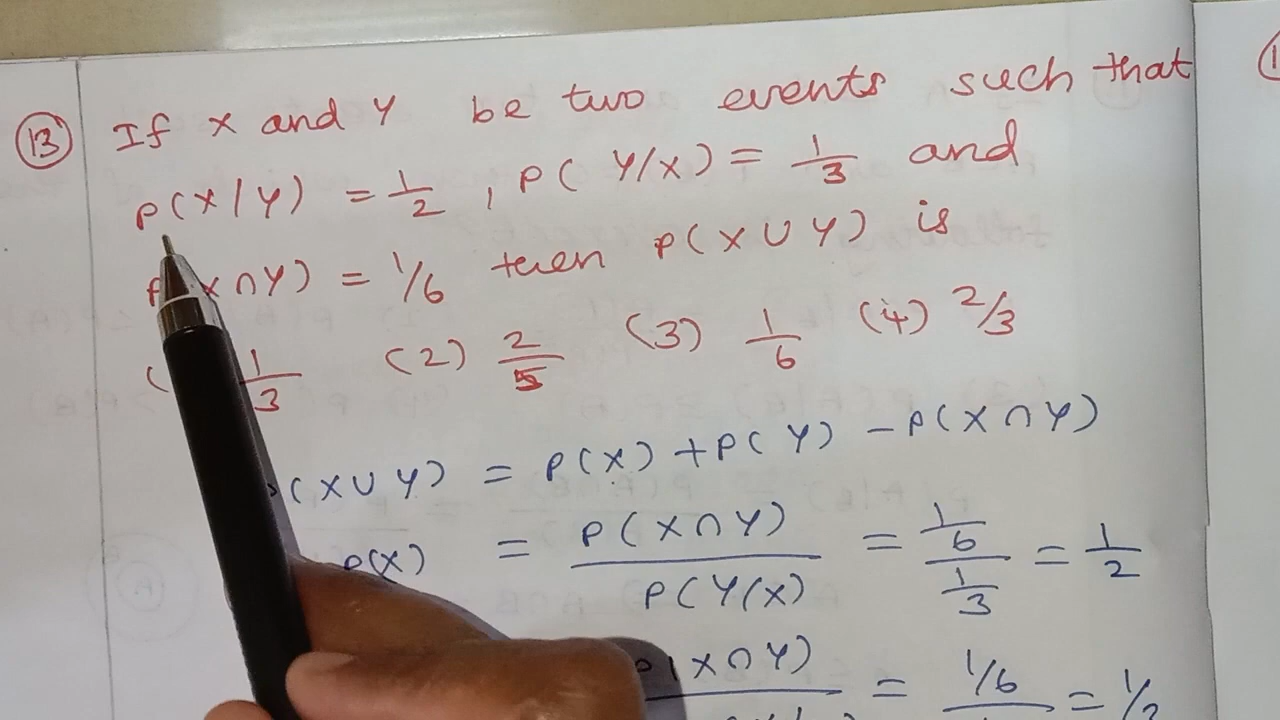 (13) If X and Y be two events such that
P(X/Y) = 1/2 , P( Y/X) = 1/3 and
X∩Y) = 1/6 then P(X∪Y) is
( 1/3 (2) 2/5 (3) 1/6 (4) 2/3
P(X∪Y) = P(X) + P(Y) - P(X∩Y)
P(X) = P(X∩Y) / P(Y(X) = 1/6 / 1/3 = 1/2
P(X∩Y) = 1/6 = 1/